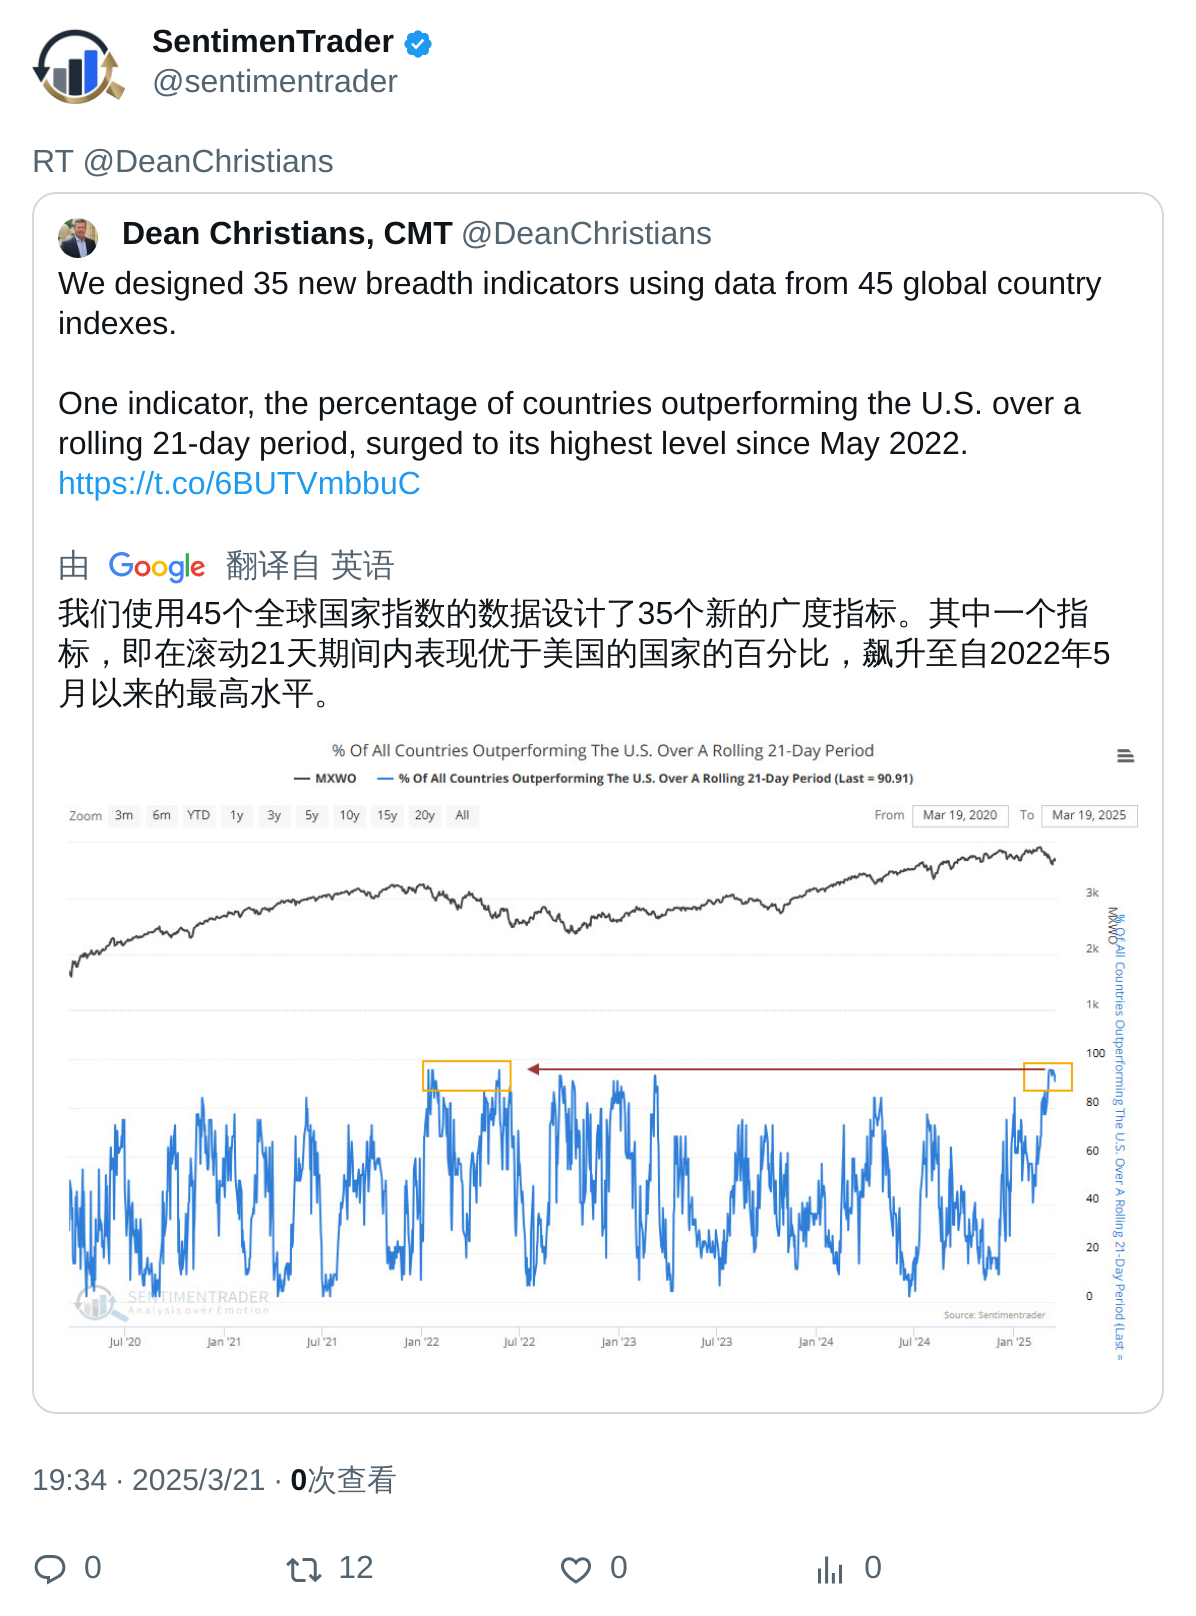 SentimenTrader
@sentimentrader
RT @DeanChristians
Dean Christians, CMT @DeanChristians
We designed 35 new breadth indicators using data from 45 global country
indexes.
One indicator, the percentage of countries outperforming the U.S. over a
rolling 21-day period, surged to its highest level since May 2022.
https://t.co/6BUTVmbbuC
由 Google 翻译自 英语
我们使用45个全球国家指数的数据设计了35个新的广度指标。其中一个指
标，即在滚动21天期间内表现优于美国的国家的百分比，飙升至自2022年5
月以来的最高水平。
% Of All Countries Outperforming The U.S. Over A Rolling 21-Day Period
MXWO % Of All Countries Outperforming The U.S. Over A Rolling 21-Day Period (Last = 90.91)
Zoom 3m 6m YTD 1y 3y 5y 10y 15y 20y All From Mar 19, 2020 To Mar 19, 2025
3k
2k
1k
MXWO
100
80
60
40
20
0
% Of All Countries Outperforming The U.S. Over A Rolling 21-Day Period (Last =
SENTIMENTRADER
Analysis over Emotion
Source: Sentimentrader
Jul '20 Jan '21 Jul '21 Jan '22 Jul '22 Jan '23 Jul '23 Jan '24 Jul '24 Jan '25
19:34 · 2025/3/21 · 0次查看
0 12 0 0